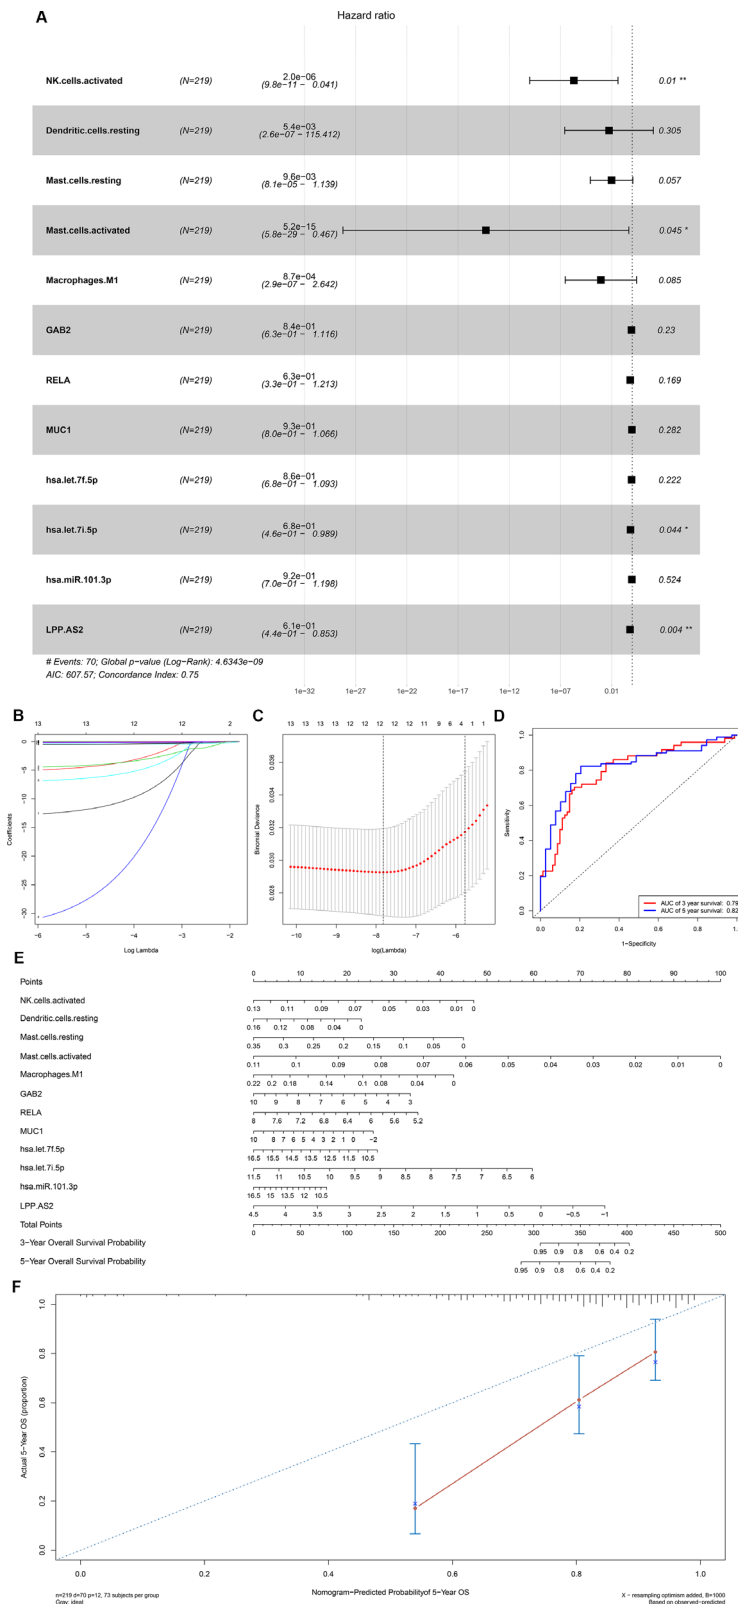 A
Hazard ratio
NK.cells.activated (N=219) 2.0e−06 (9.8e−11 − 0.041) 0.01 **
Dendritic.cells.resting (N=219) 5.4e−03 (2.6e−07 − 115.412) 0.305
Mast.cells.resting (N=219) 9.6e−03 (8.1e−05 − 1.139) 0.057
Mast.cells.activated (N=219) 5.2e−15 (5.8e−29 − 0.467) 0.045 *
Macrophages.M1 (N=219) 8.7e−04 (2.9e−07 − 2.642) 0.085
GAB2 (N=219) 8.4e−01 (6.3e−01 − 1.116) 0.23
RELA (N=219) 6.3e−01 (3.3e−01 − 1.213) 0.169
MUC1 (N=219) 9.3e−01 (8.0e−01 − 1.066) 0.282
hsa.let.7f.5p (N=219) 8.6e−01 (6.8e−01 − 1.093) 0.222
hsa.let.7i.5p (N=219) 6.8e−01 (4.6e−01 − 0.989) 0.044 *
hsa.miR.101.3p (N=219) 9.2e−01 (7.0e−01 − 1.198) 0.524
LPP.AS2 (N=219) 6.1e−01 (4.4e−01 − 0.853) 0.004 **
# Events: 70; Global p−value (Log−Rank): 4.6343e−09
AIC: 607.57; Concordance Index: 0.75
1e−32 1e−27 1e−22 1e−17 1e−12 1e−07 0.01
B
13 13 12 12 2
Coefficients
0 −5 −10 −15 −20 −25 −30
−6 −5 −4 −3 −2
Log Lambda
C
13 13 13 13 12 12 12 12 12 11 9 6 4 1 1
Binomial Deviance
0.036 0.034 0.032 0.030 0.028
−10 −9 −8 −7 −6
log(Lambda)
D
Sensitivity
1.0 0.8 0.6 0.4 0.2 0.0
AUC of 3 year survival: 0.79
AUC of 5 year survival: 0.82
0.0 0.2 0.4 0.6 0.8 1.0
1−Specificity
E
Points 0 10 20 30 40 50 60 70 80 90 100
NK.cells.activated 0.13 0.11 0.09 0.07 0.05 0.03 0.01 0
Dendritic.cells.resting 0.16 0.12 0.08 0.04 0
Mast.cells.resting 0.35 0.3 0.25 0.2 0.15 0.1 0.05 0
Mast.cells.activated 0.11 0.1 0.09 0.08 0.07 0.06 0.05 0.04 0.03 0.02 0.01 0
Macrophages.M1 0.22 0.2 0.18 0.14 0.1 0.08 0.04 0
GAB2 10 9 8 7 6 5 4 3
RELA 8 7.6 7.2 6.8 6.4 6 5.6 5.2
MUC1 10 8 7 6 5 4 3 2 1 0 −2
hsa.let.7f.5p 16.5 15.5 14.5 13.5 12.5 11.5 10.5
hsa.let.7i.5p 11.5 11 10.5 10 9.5 9 8.5 8 7.5 7 6.5 6
hsa.miR.101.3p 16.5 15 13.5 12 10.5
LPP.AS2 4.5 4 3.5 3 2.5 2 1.5 1 0.5 0 −0.5 −1
Total Points 0 50 100 150 200 250 300 350 400 450 500
3−Year Overall Survival Probability 0.95 0.9 0.8 0.6 0.4 0.2
5−Year Overall Survival Probability 0.95 0.9 0.8 0.6 0.4 0.2
F
Actual 5−Year OS (proportion)
1.0 0.8 0.6 0.4 0.2 0.0
0.0 0.2 0.4 0.6 0.8 1.0
Nomogram−Predicted Probabilityof 5−Year OS
n=219 d=70 p=12, 73 subjects per group
Gray: ideal
X − resampling optimism added, B=1000
Based on observed−predicted